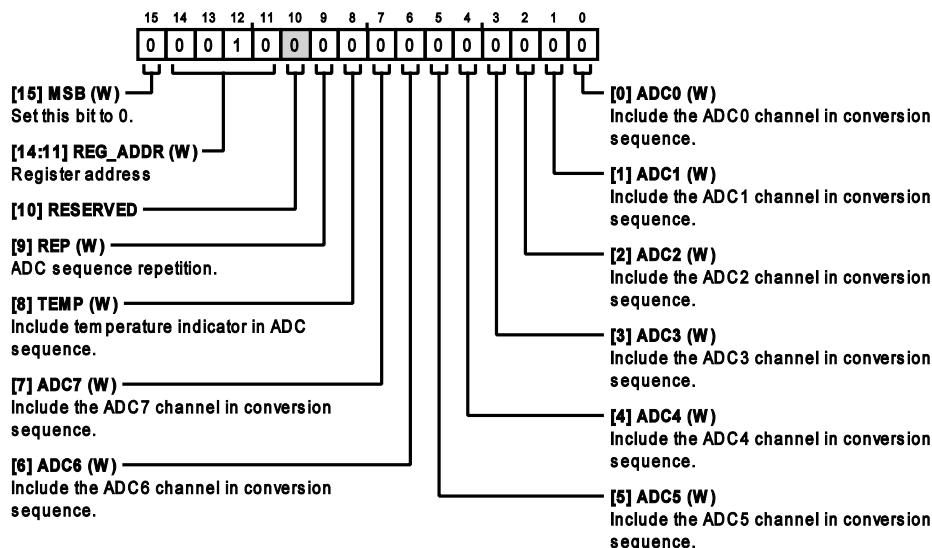 15 14 13 12 11 10 9 8 7 6 5 4 3 2 1 0
0 0 0 1 0 0 0 0 0 0 0 0 0 0 0 0
[15] MSB (W)
Set this bit to 0.
[14:11] REG_ADDR (W)
Register address
[10] RESERVED
[9] REP (W)
ADC sequence repetition.
[8] TEMP (W)
Include temperature indicator in ADC
sequence.
[7] ADC7 (W)
Include the ADC7 channel in conversion
sequence.
[6] ADC6 (W)
Include the ADC6 channel in conversion
sequence.
[0] ADC0 (W)
Include the ADC0 channel in conversion
sequence.
[1] ADC1 (W)
Include the ADC1 channel in conversion
sequence.
[2] ADC2 (W)
Include the ADC2 channel in conversion
sequence.
[3] ADC3 (W)
Include the ADC3 channel in conversion
sequence.
[4] ADC4 (W)
Include the ADC4 channel in conversion
sequence.
[5] ADC5 (W)
Include the ADC5 channel in conversion
sequence.